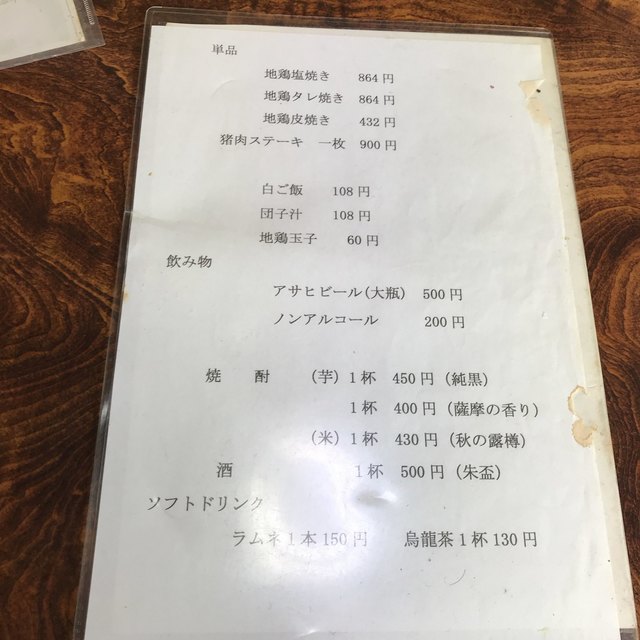 単品
地鶏塩焼き 864円
地鶏タレ焼き 864円
地鶏皮焼き 432円
猪肉ステーキ 一枚 900円
白ご飯 108円
団子汁 108円
地鶏玉子 60円
飲み物
アサヒビール(大瓶) 500円
ノンアルコール 200円
焼 酎 (芋)1杯 450円(純黒)
1杯 400円(薩摩の香り)
(米)1杯 430円(秋の露樽)
酒 1杯 500円(朱盃)
ソフトドリンク
ラムネ1本150円 烏龍茶1杯130円